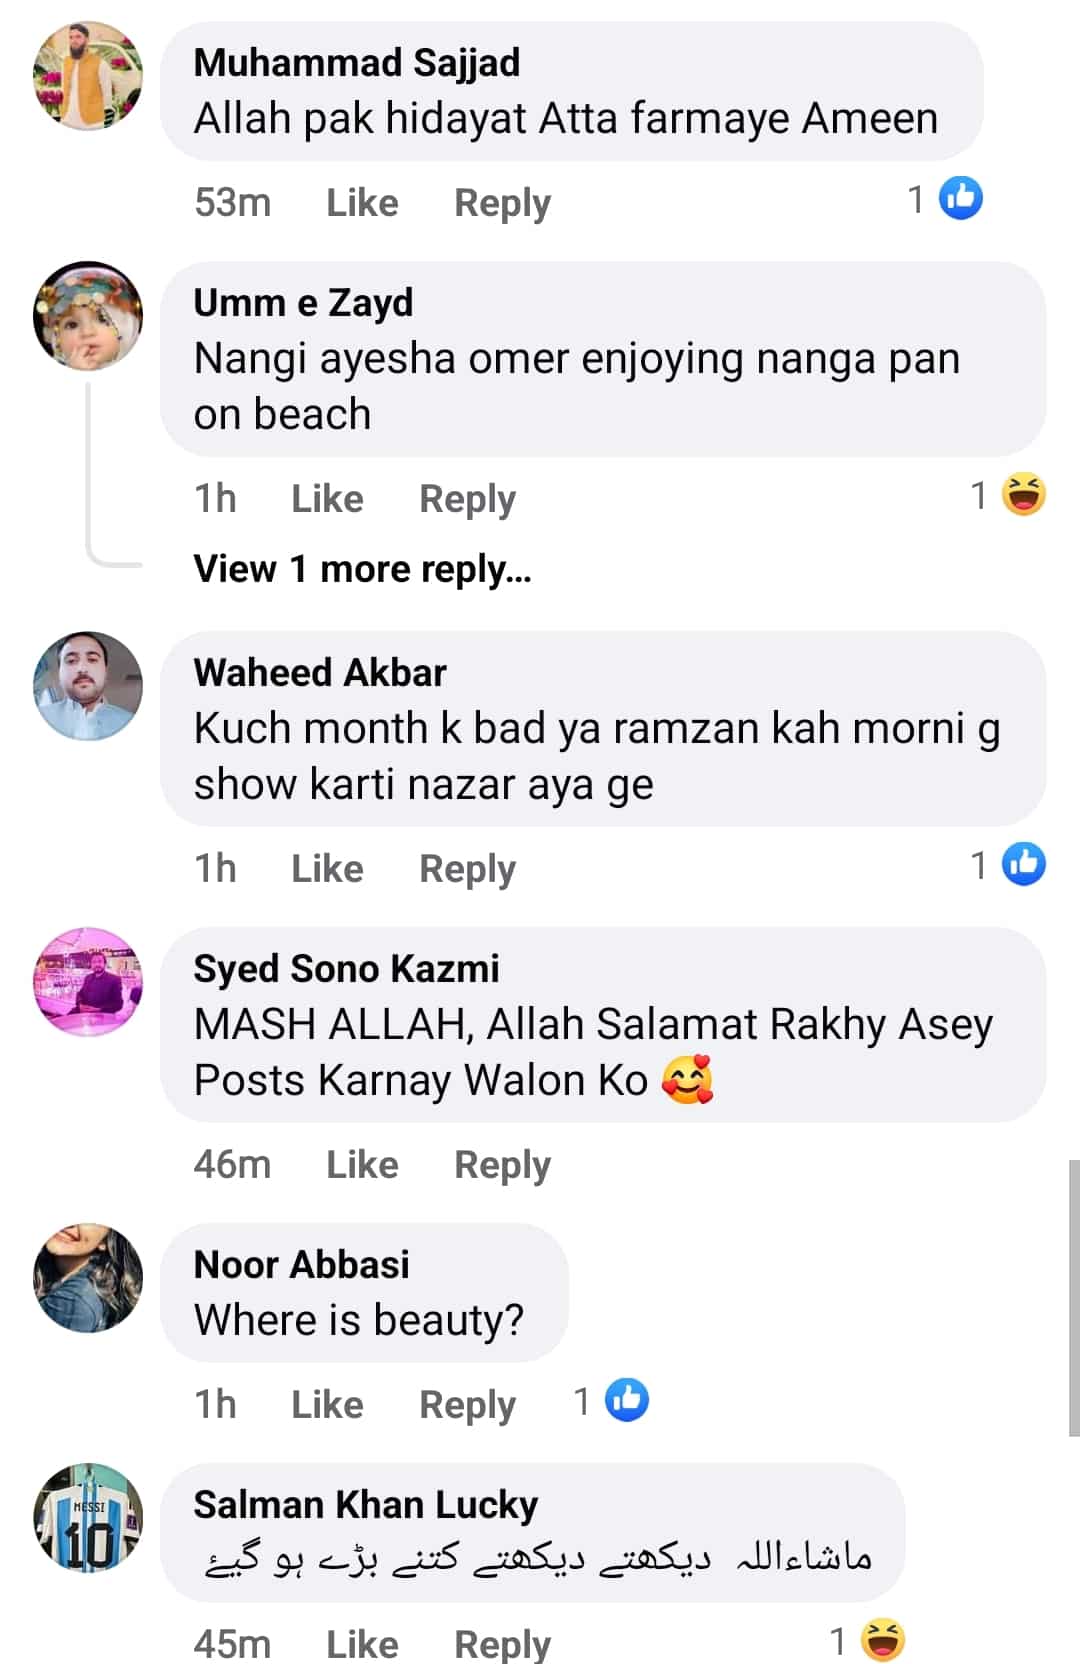 Muhammad Sajjad
Allah pak hidayat Atta farmaye Ameen
53m Like Reply 1
Umm e Zayd
Nangi ayesha omer enjoying nanga pan
on beach
1h Like Reply 1
View 1 more reply...
Waheed Akbar
Kuch month k bad ya ramzan kah morni g
show karti nazar aya ge
1h Like Reply 1
Syed Sono Kazmi
MASH ALLAH, Allah Salamat Rakhy Asey
Posts Karnay Walon Ko 🥰
46m Like Reply
Noor Abbasi
Where is beauty?
1h Like Reply 1
MESSI
10
Salman Khan Lucky
ماشاءاللہ دیکھتے دیکھتے کتنے بڑے ہو گیۓ
45m Like Reply 1